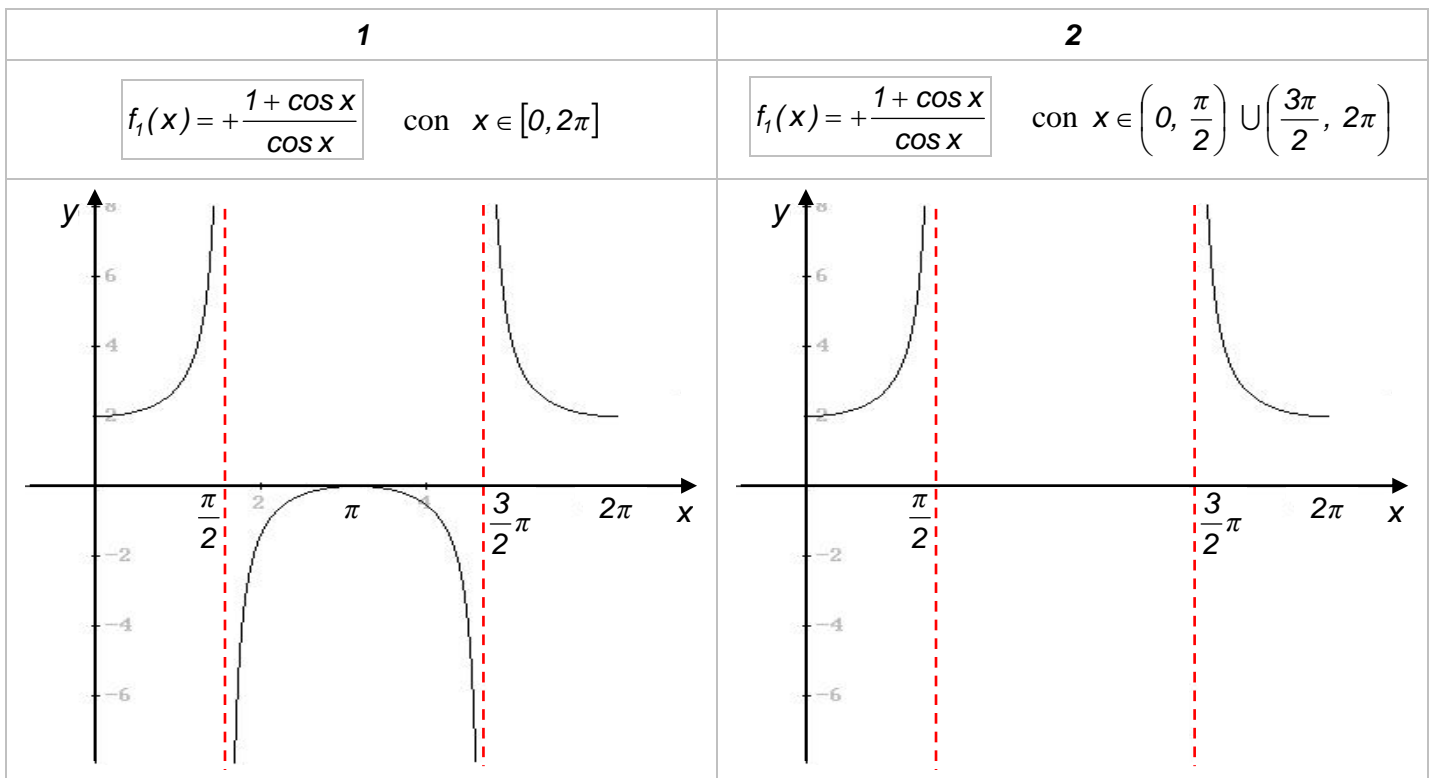 1
f₁(x) = + (1 + cos x)/(cos x) con x ∈ [0, 2π]
y
8
6
4
2
π/2
2
π
4
3/2 π
2π
x
−2
−4
−6
2
f₁(x) = + (1 + cos x)/(cos x) con x ∈ (0, π/2) ∪ (3π/2, 2π)
y
8
6
4
2
π/2
3/2 π
2π
x
−2
−4
−6